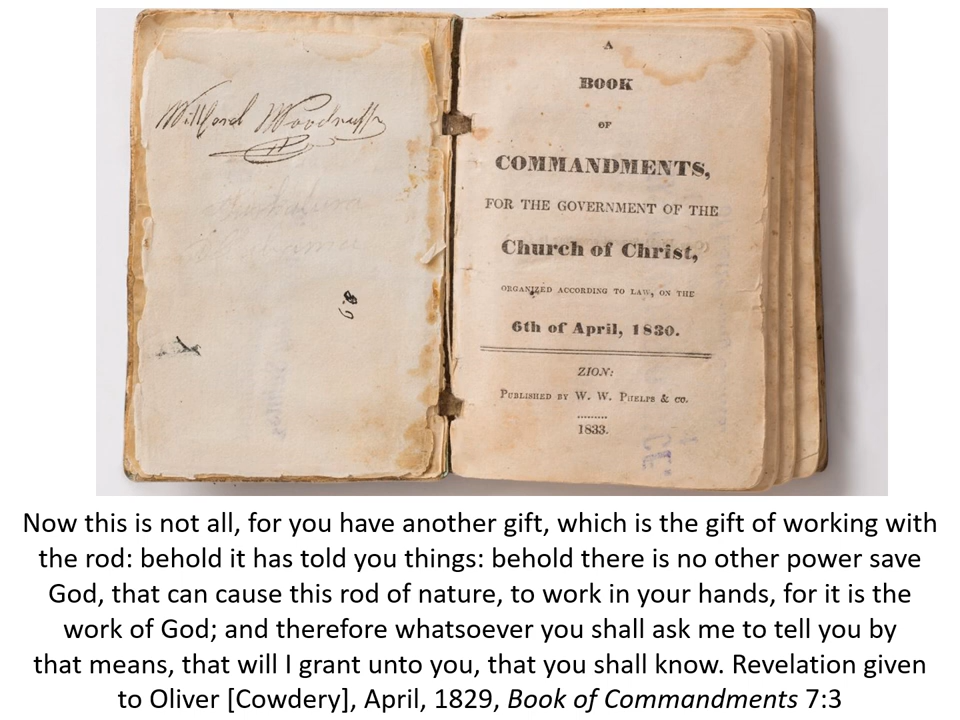 Wilford Woodruff
A
BOOK
OF
COMMANDMENTS,
FOR THE GOVERNMENT OF THE
Church of Christ,
ORGANIZED ACCORDING TO LAW, ON THE
6th of April, 1830.
ZION:
PUBLISHED BY W. W. PHELPS & CO.
1833.
Now this is not all, for you have another gift, which is the gift of working with
the rod: behold it has told you things: behold there is no other power save
God, that can cause this rod of nature, to work in your hands, for it is the
work of God; and therefore whatsoever you shall ask me to tell you by
that means, that will I grant unto you, that you shall know. Revelation given
to Oliver [Cowdery], April, 1829, Book of Commandments 7:3